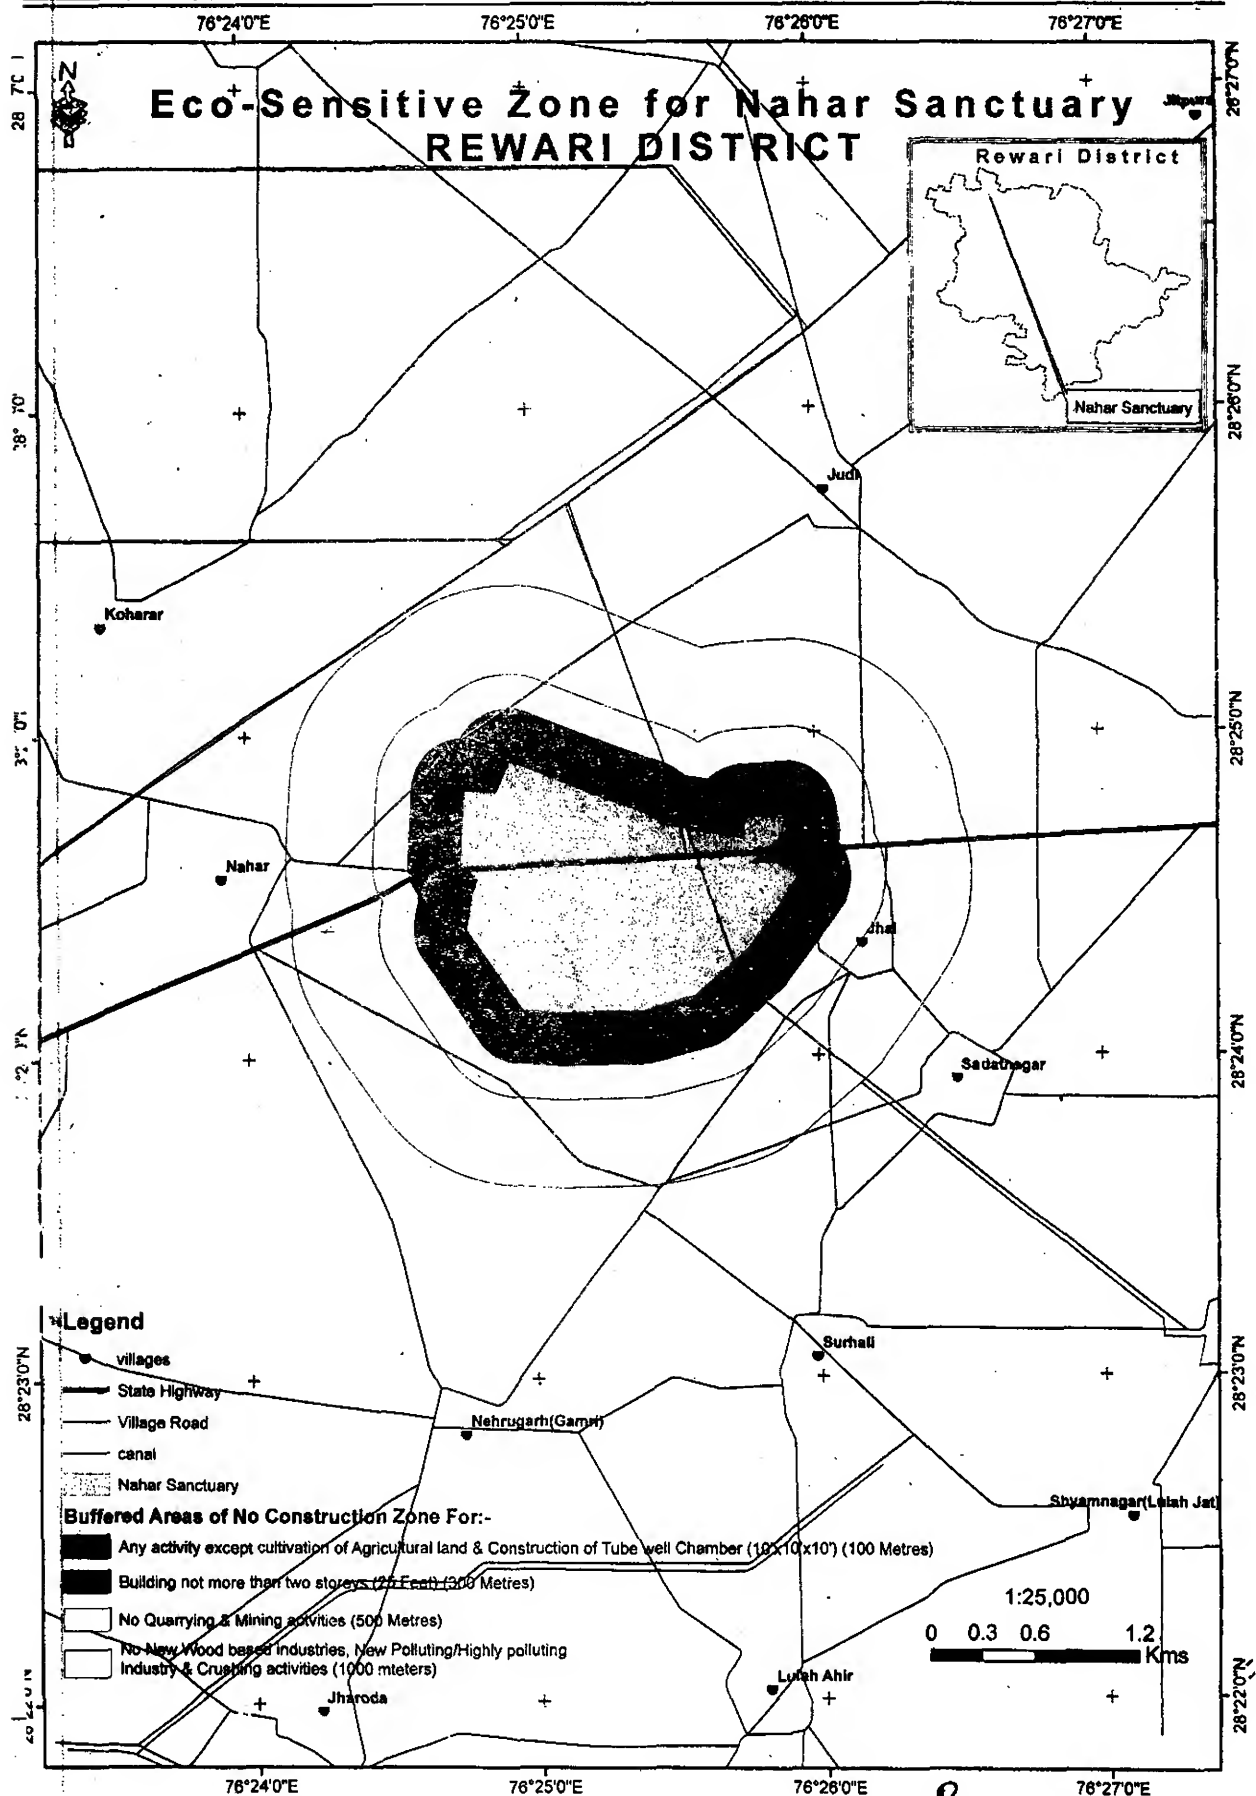 76°24'0"E 76°25'0"E 76°26'0"E 76°27'0"E
N
Eco-Sensitive Zone for Nahar Sanctuary
REWARI DISTRICT
28°27'0"N
Rewari District
Nahar Sanctuary
28°26'0"N
Judi
Koharar
28°25'0"N
Nahar
Jhal
28°24'0"N
Sadatnagar
Legend
villages
State Highway
Village Road
canal
Nahar Sanctuary
28°23'0"N
28°23'0"N
Surhali
Nehrugarh(Gamri)
Shyamnagar(Lulah Jat)
Buffered Areas of No Construction Zone For:-
Any activity except cultivation of Agricultural land & Construction of Tube well Chamber (10'x10'x10') (100 Metres)
Building not more than two storeys (25 Feet) (300 Metres)
No Quarrying & Mining activities (500 Metres)
No New Wood based industries, New Polluting/Highly polluting
Industry & Crushing activities (1000 mteters)
1:25,000
0 0.3 0.6 1.2
Kms
Lulah Ahir
Jharoda
28°22'0"N
76°24'0"E 76°25'0"E 76°26'0"E 76°27'0"E